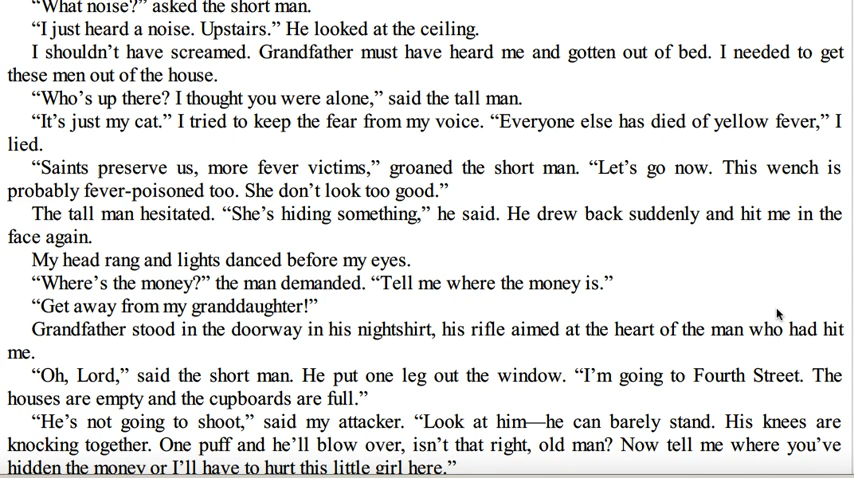 “What noise?” asked the short man.
“I just heard a noise. Upstairs.” He looked at the ceiling.
I shouldn’t have screamed. Grandfather must have heard me and gotten out of bed. I needed to get
these men out of the house.
“Who’s up there? I thought you were alone,” said the tall man.
“It’s just my cat.” I tried to keep the fear from my voice. “Everyone else has died of yellow fever,” I
lied.
“Saints preserve us, more fever victims,” groaned the short man. “Let’s go now. This wench is
probably fever-poisoned too. She don’t look too good.”
The tall man hesitated. “She’s hiding something,” he said. He drew back suddenly and hit me in the
face again.
My head rang and lights danced before my eyes.
“Where’s the money?” the man demanded. “Tell me where the money is.”
“Get away from my granddaughter!”
Grandfather stood in the doorway in his nightshirt, his rifle aimed at the heart of the man who had hit
me.
“Oh, Lord,” said the short man. He put one leg out the window. “I’m going to Fourth Street. The
houses are empty and the cupboards are full.”
“He’s not going to shoot,” said my attacker. “Look at him—he can barely stand. His knees are
knocking together. One puff and he’ll blow over, isn’t that right, old man? Now tell me where you’ve
hidden the money or I’ll have to hurt this little girl here.”